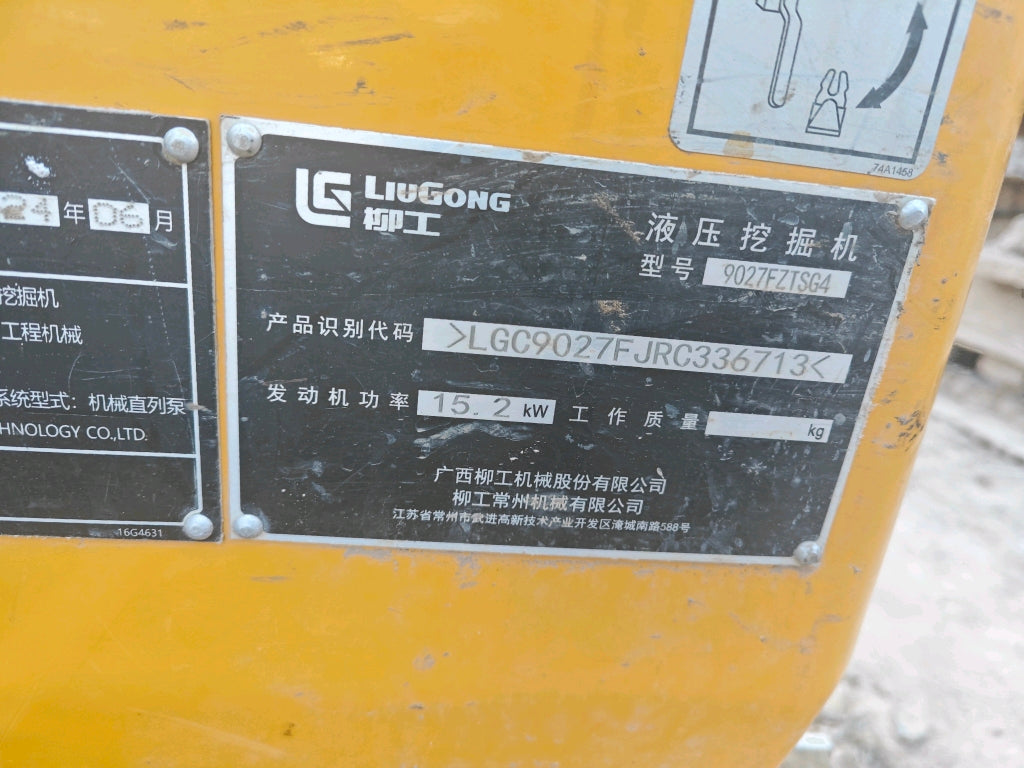 74A1458
24年06月
挖掘机
工程机械
系统型式：机械直列泵
HNOLOGY CO.,LTD.
16G4631
LIUGONG
柳工
液压挖掘机
型号 9027FZTSG4
产品识别代码 >LGC9027FJRC336713<
发动机功率 15.2 kW 工作质量 kg
广西柳工机械股份有限公司
柳工常州机械有限公司
江苏省常州市武进高新技术产业开发区淹城南路588号